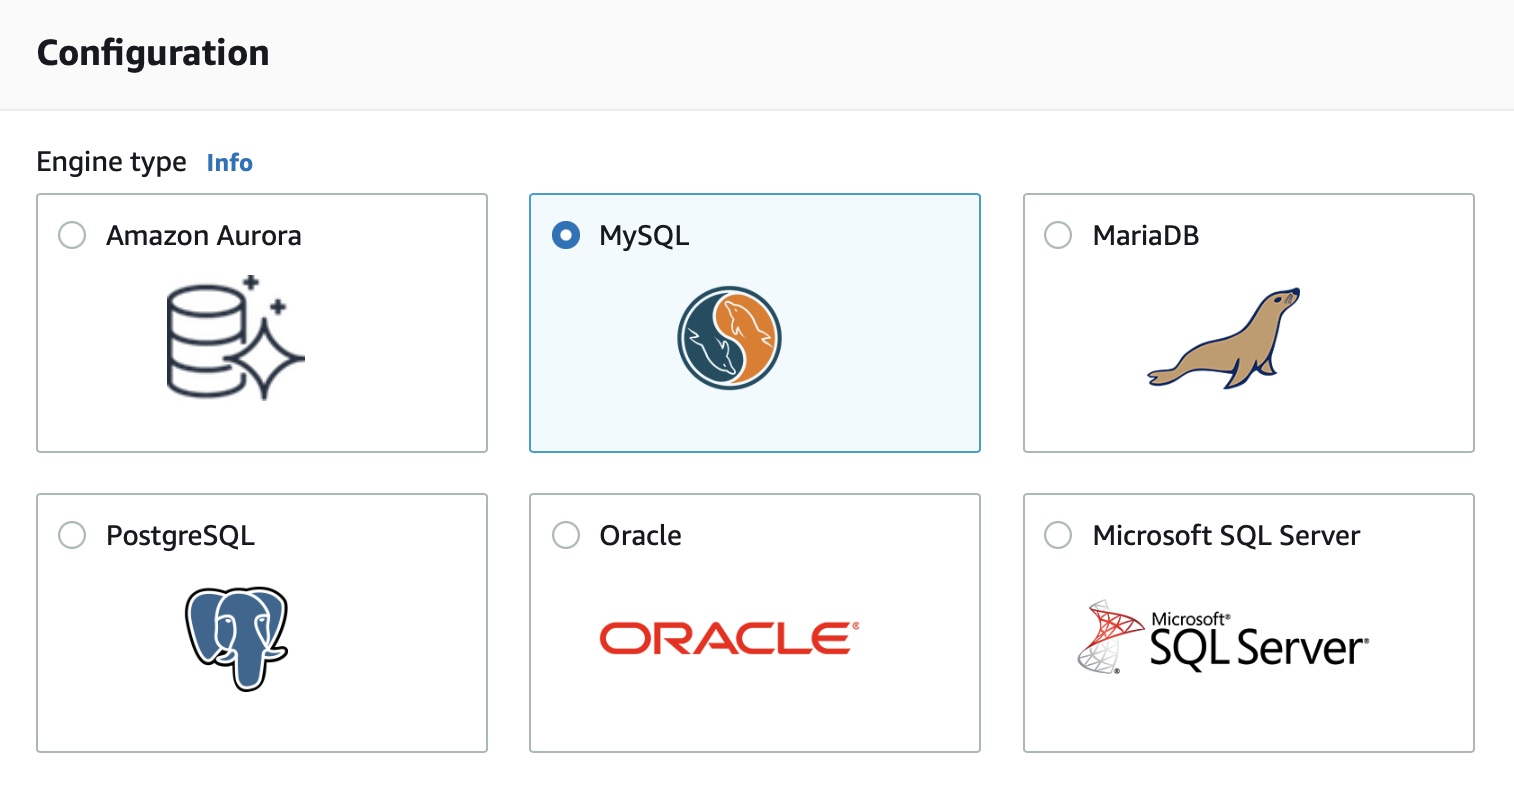 Configuration
Engine type Info
Amazon Aurora
MySQL
MariaDB
PostgreSQL
Oracle
Microsoft SQL Server
ORACLE®
Microsoft®
SQL Server®